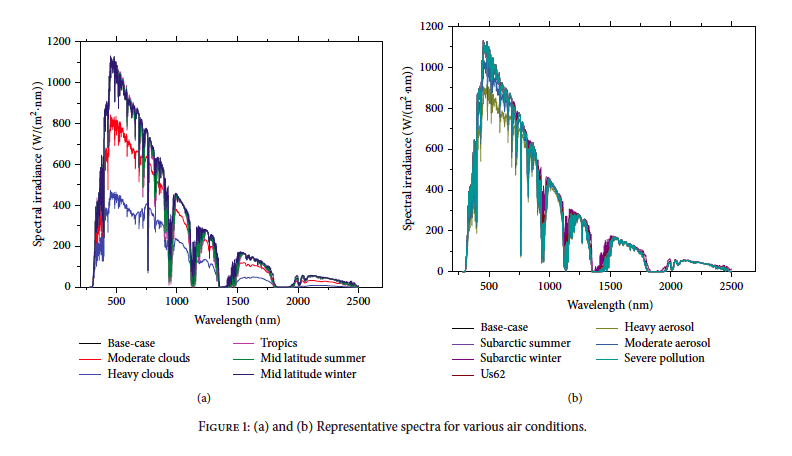 1200
1000
800
600
400
200
0
Spectral irradiance (W/(m²·nm))
500 1000 1500 2000 2500
Wavelength (nm)
Base-case
Moderate clouds
Heavy clouds
Tropics
Mid latitude summer
Mid latitude winter
(a)
1200
1000
800
600
400
200
0
Spectral irradiance (W/(m²·nm))
500 1000 1500 2000 2500
Wavelength (nm)
Base-case
Subarctic summer
Subarctic winter
Us62
Heavy aerosol
Moderate aerosol
Severe pollution
(b)
FIGURE 1: (a) and (b) Representative spectra for various air conditions.